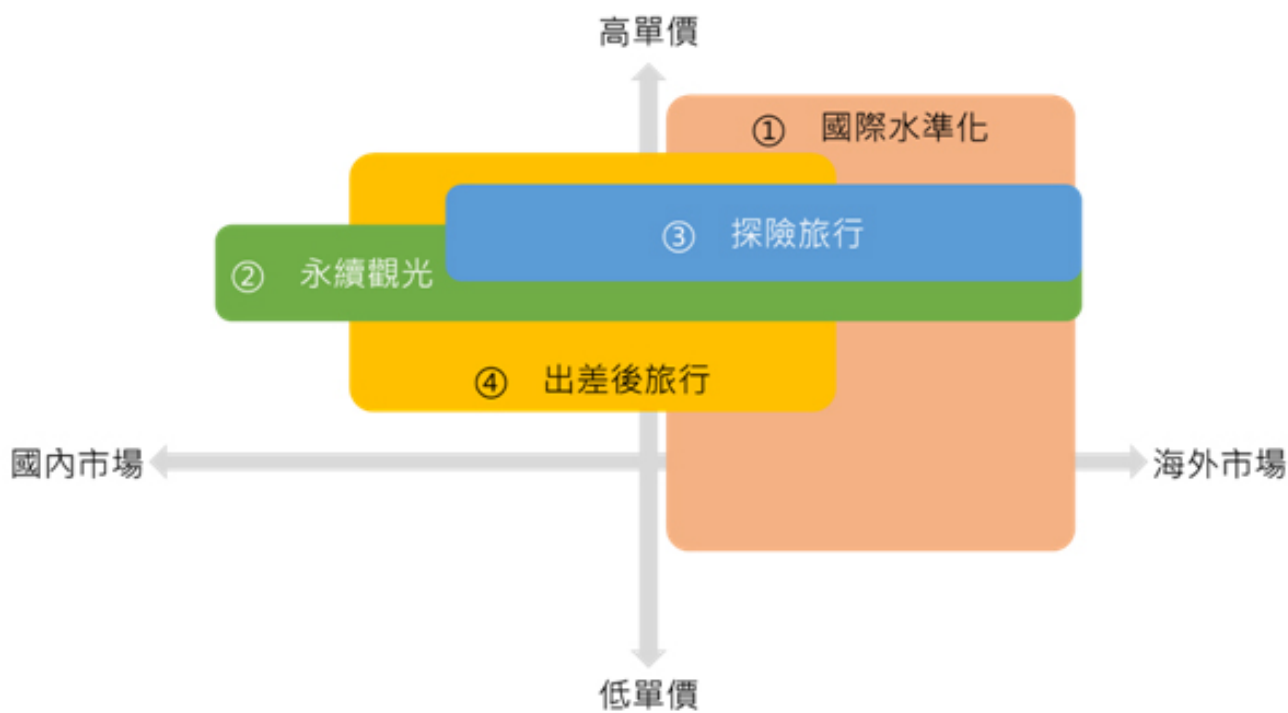 高單價
① 國際水準化
③ 探險旅行
② 永續觀光
④ 出差後旅行
國內市場
海外市場
低單價